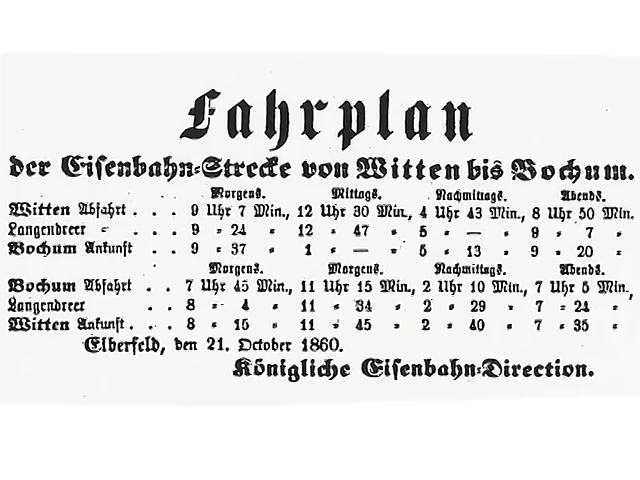 Fahrplan
der Eisenbahn=Strecke von Witten bis Bochum.
Morgens. Mittags. Nachmittags. Abends.
Witten Abfahrt . . . 9 Uhr 7 Min., 12 Uhr 30 Min., 4 Uhr 43 Min., 8 Uhr 50 Min.
Langendreer = . . . 9 = 24 = 12 = 47 = 5 = — = 9 = 7 =
Bochum Ankunft . . . 9 = 37 = 1 = — = 5 = 13 = 9 = 20 =
Morgens. Morgens. Nachmittags. Abends.
Bochum Abfahrt . . 7 Uhr 45 Min., 11 Uhr 15 Min., 2 Uhr 10 Min., 7 Uhr 5 Min.,
Langendreer . . . 8 = 4 = 11 = 34 = 2 = 29 = 7 = 24 =
Witten Ankunft. . . . 8 = 15 = 11 = 45 = 2 = 40 = 7 = 35 =
Elberfeld, den 21. October 1860.
Königliche Eisenbahn=Direction.